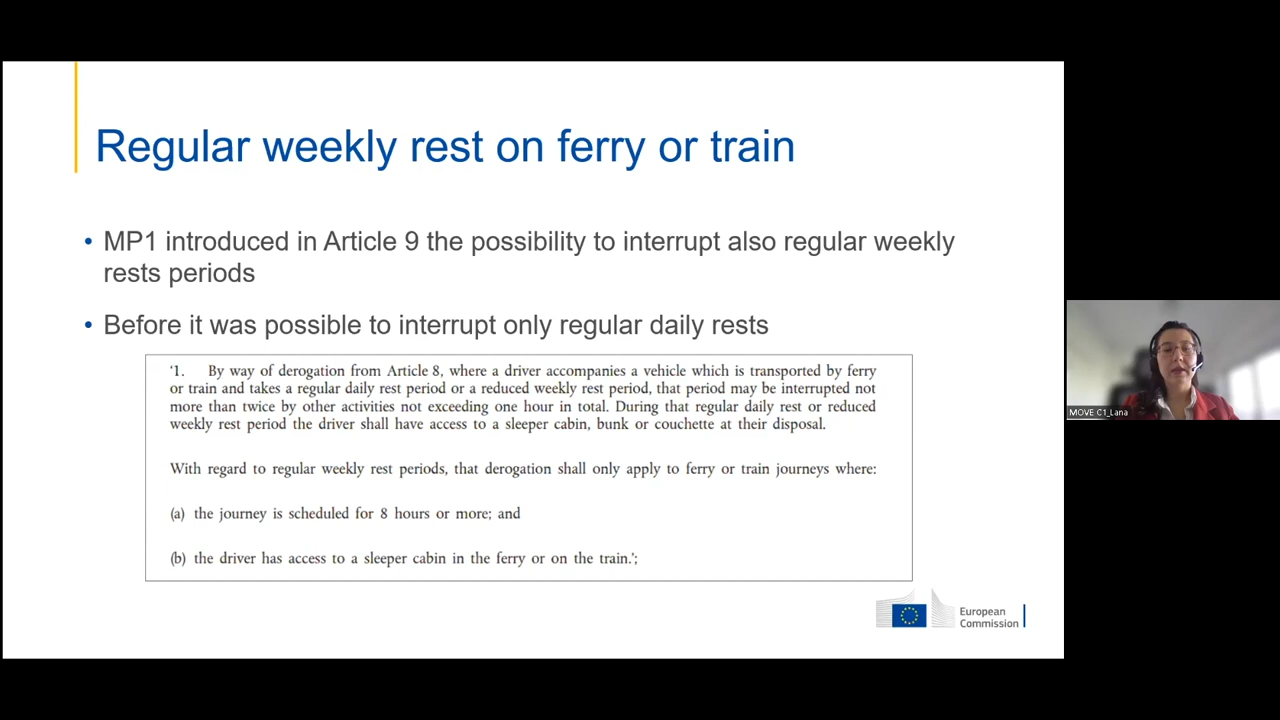 Regular weekly rest on ferry or train
• MP1 introduced in Article 9 the possibility to interrupt also regular weekly
rests periods
• Before it was possible to interrupt only regular daily rests
‘1. By way of derogation from Article 8, where a driver accompanies a vehicle which is transported by ferry
or train and takes a regular daily rest period or a reduced weekly rest period, that period may be interrupted not
more than twice by other activities not exceeding one hour in total. During that regular daily rest or reduced
weekly rest period the driver shall have access to a sleeper cabin, bunk or couchette at their disposal.
With regard to regular weekly rest periods, that derogation shall only apply to ferry or train journeys where:
(a) the journey is scheduled for 8 hours or more; and
(b) the driver has access to a sleeper cabin in the ferry or on the train.’;
European
Commission
MOVE C1_Lana